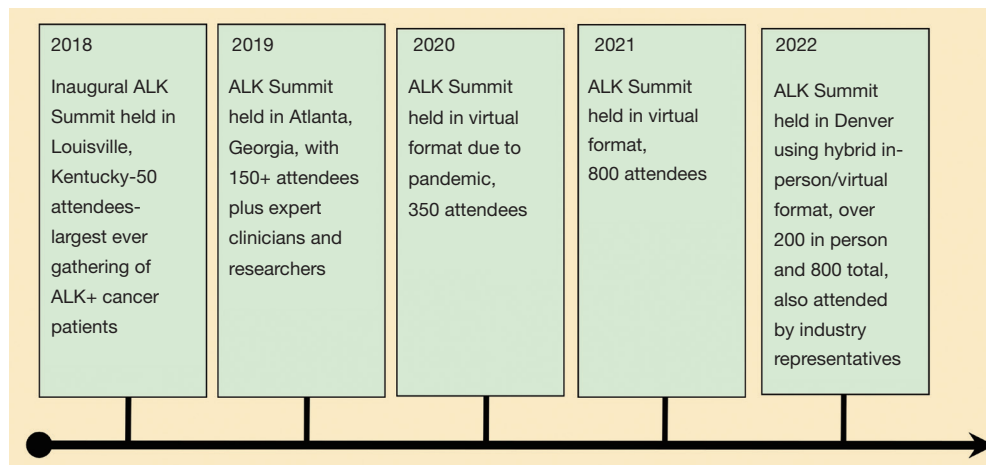 2018
Inaugural ALK
Summit held in
Louisville,
Kentucky-50
attendees-
largest ever
gathering of
ALK+ cancer
patients
2019
ALK Summit
held in Atlanta,
Georgia, with
150+ attendees
plus expert
clinicians and
researchers
2020
ALK Summit
held in virtual
format due to
pandemic,
350 attendees
2021
ALK Summit
held in virtual
format,
800 attendees
2022
ALK Summit
held in Denver
using hybrid in-
person/virtual
format, over
200 in person
and 800 total,
also attended
by industry
representatives